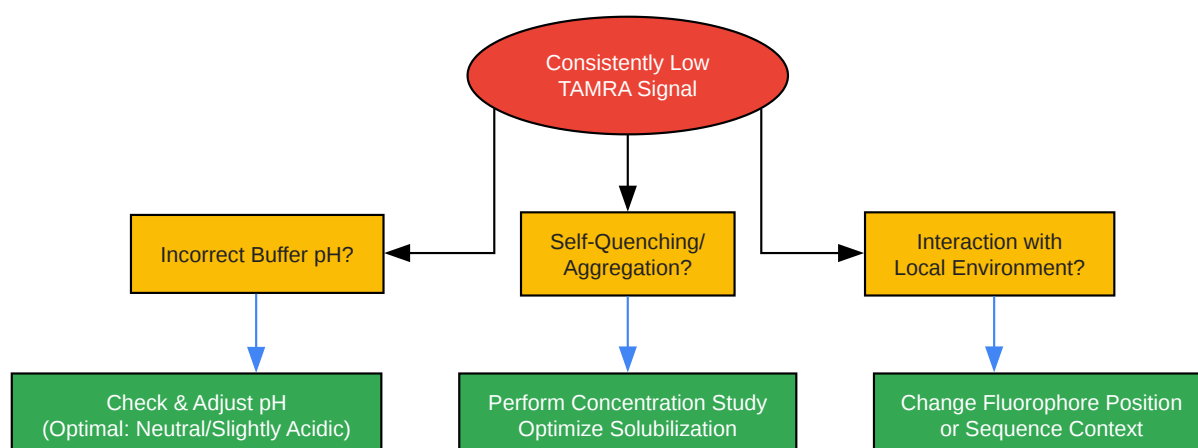 Consistently Low
TAMRA Signal
Incorrect Buffer pH?
Self-Quenching/
Aggregation?
Interaction with
Local Environment?
Check & Adjust pH
(Optimal: Neutral/Slightly Acidic)
Perform Concentration Study
Optimize Solubilization
Change Fluorophore Position
or Sequence Context